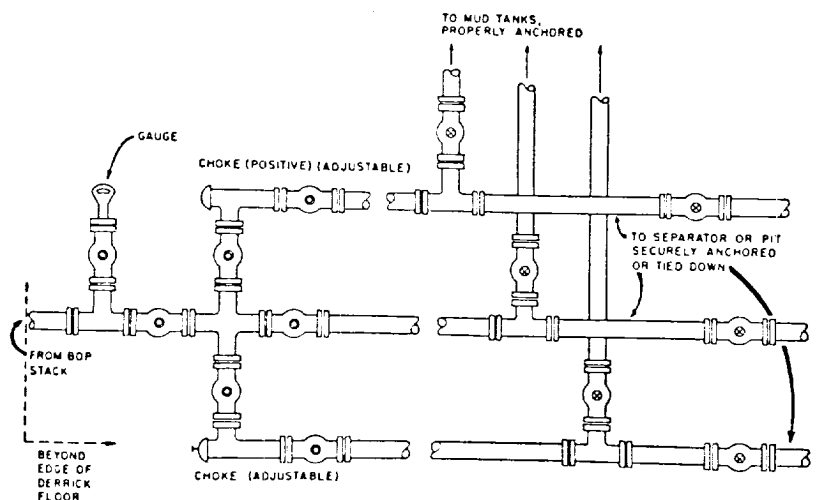 TO MUD TANKS,
PROPERLY ANCHORED
GAUGE
CHOKE (POSITIVE) (ADJUSTABLE)
TO SEPARATOR OR PIT
SECURELY ANCHORED
OR TIED DOWN
FROM BOP
STACK
BEYOND
EDGE OF
DERRICK
FLOOR
CHOKE (ADJUSTABLE)